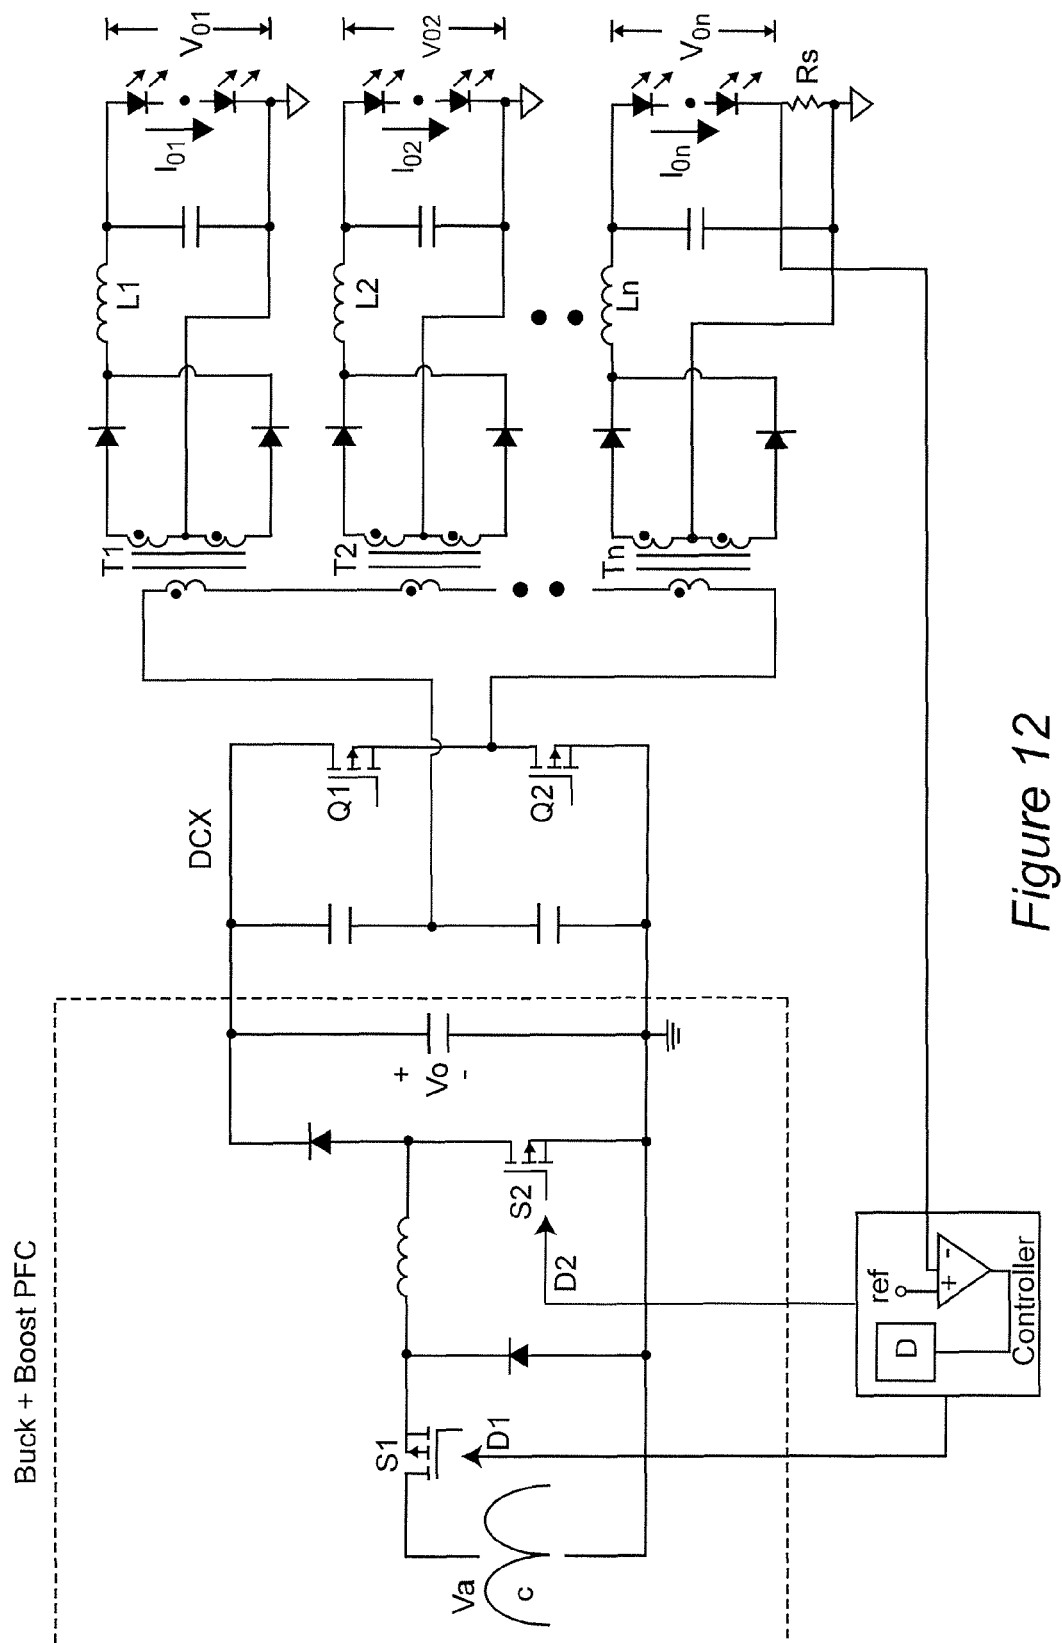 Buck + Boost PFC
Va
c
S1
D1
S2
D2
+
Vo
-
DCX
Q1
Q2
T1
L1
I01
V01
T2
L2
I02
V02
Tn
Ln
I0n
V0n
Rs
ref
+
-
D
Controller
Figure 12